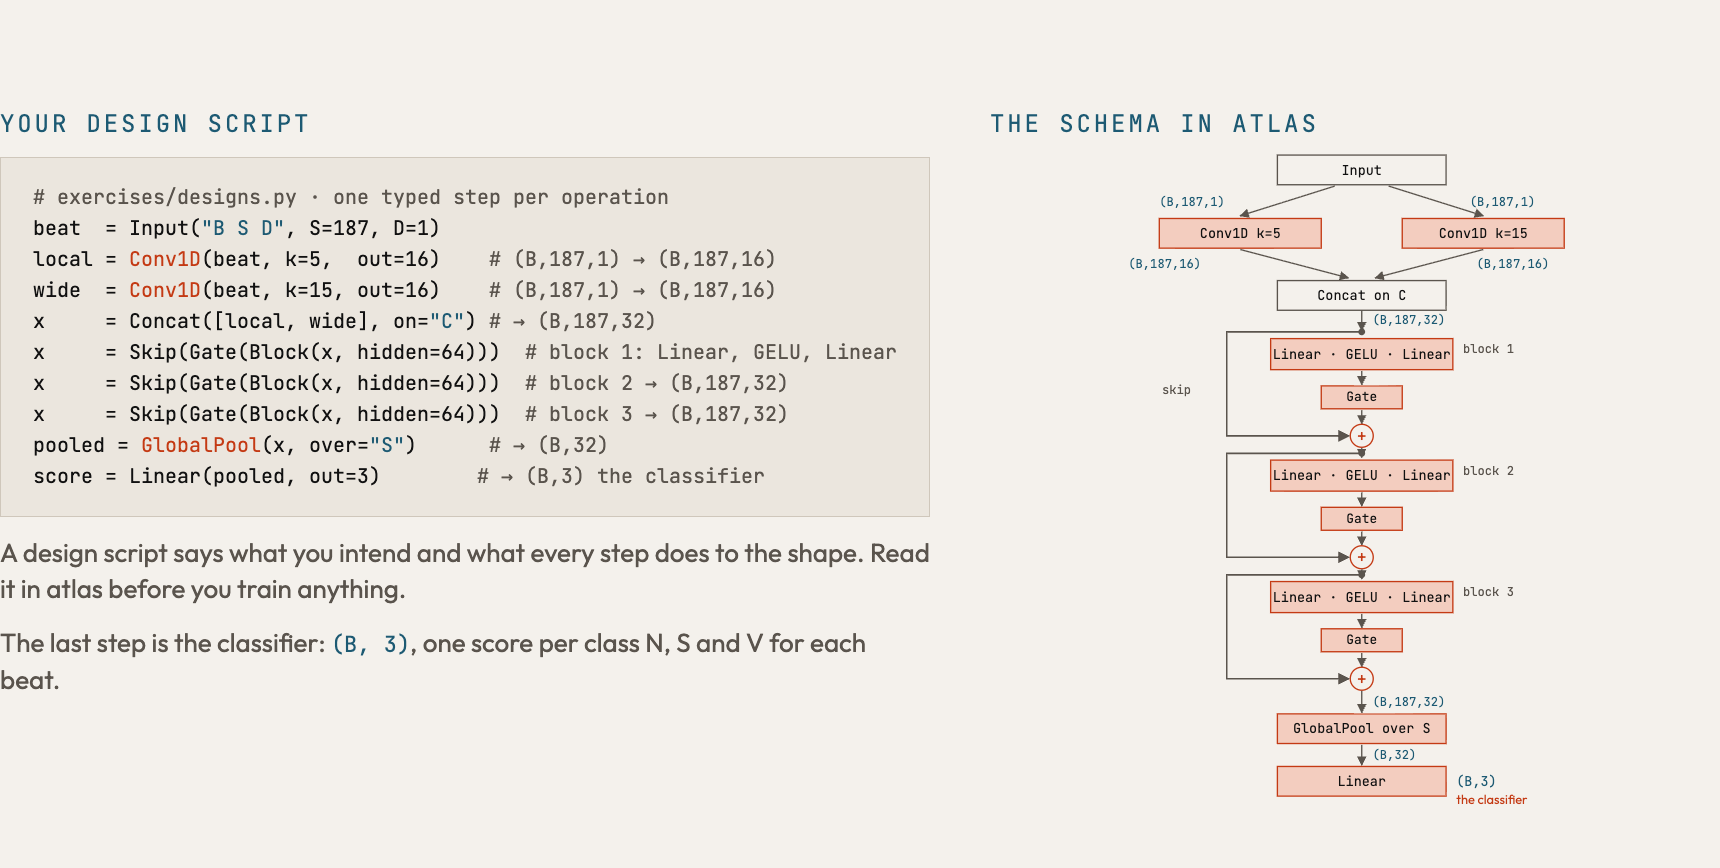 YOUR DESIGN SCRIPT
# exercises/designs.py · one typed step per operation
beat  = Input("B S D", S=187, D=1)
local = Conv1D(beat, k=5,  out=16)    # (B,187,1) → (B,187,16)
wide  = Conv1D(beat, k=15, out=16)    # (B,187,1) → (B,187,16)
x     = Concat([local, wide], on="C") # → (B,187,32)
x     = Skip(Gate(Block(x, hidden=64)))  # block 1: Linear, GELU, Linear
x     = Skip(Gate(Block(x, hidden=64)))  # block 2 → (B,187,32)
x     = Skip(Gate(Block(x, hidden=64)))  # block 3 → (B,187,32)
pooled = GlobalPool(x, over="S")      # → (B,32)
score = Linear(pooled, out=3)        # → (B,3) the classifier
A design script says what you intend and what every step does to the shape. Read
it in atlas before you train anything.
The last step is the classifier: (B, 3), one score per class N, S and V for each
beat.
THE SCHEMA IN ATLAS
Input
(B,187,1)
(B,187,1)
Conv1D k=5
Conv1D k=15
(B,187,16)
(B,187,16)
Concat on C
(B,187,32)
Linear · GELU · Linear
block 1
skip
Gate
+
Linear · GELU · Linear
block 2
Gate
+
Linear · GELU · Linear
block 3
Gate
+
(B,187,32)
GlobalPool over S
(B,32)
Linear
(B,3)
the classifier